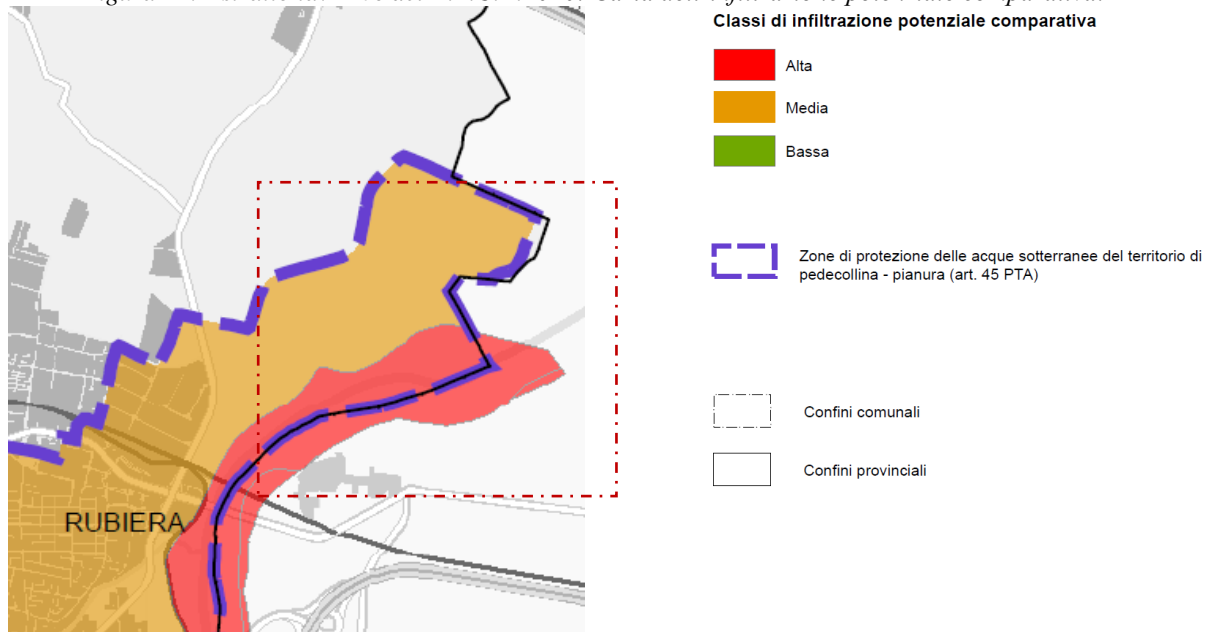 Classi di infiltrazione potenziale comparativa
Alta
Media
Bassa
Zone di protezione delle acque sotterranee del territorio di
pedecollina - pianura (art. 45 PTA)
Confini comunali
Confini provinciali
RUBIERA